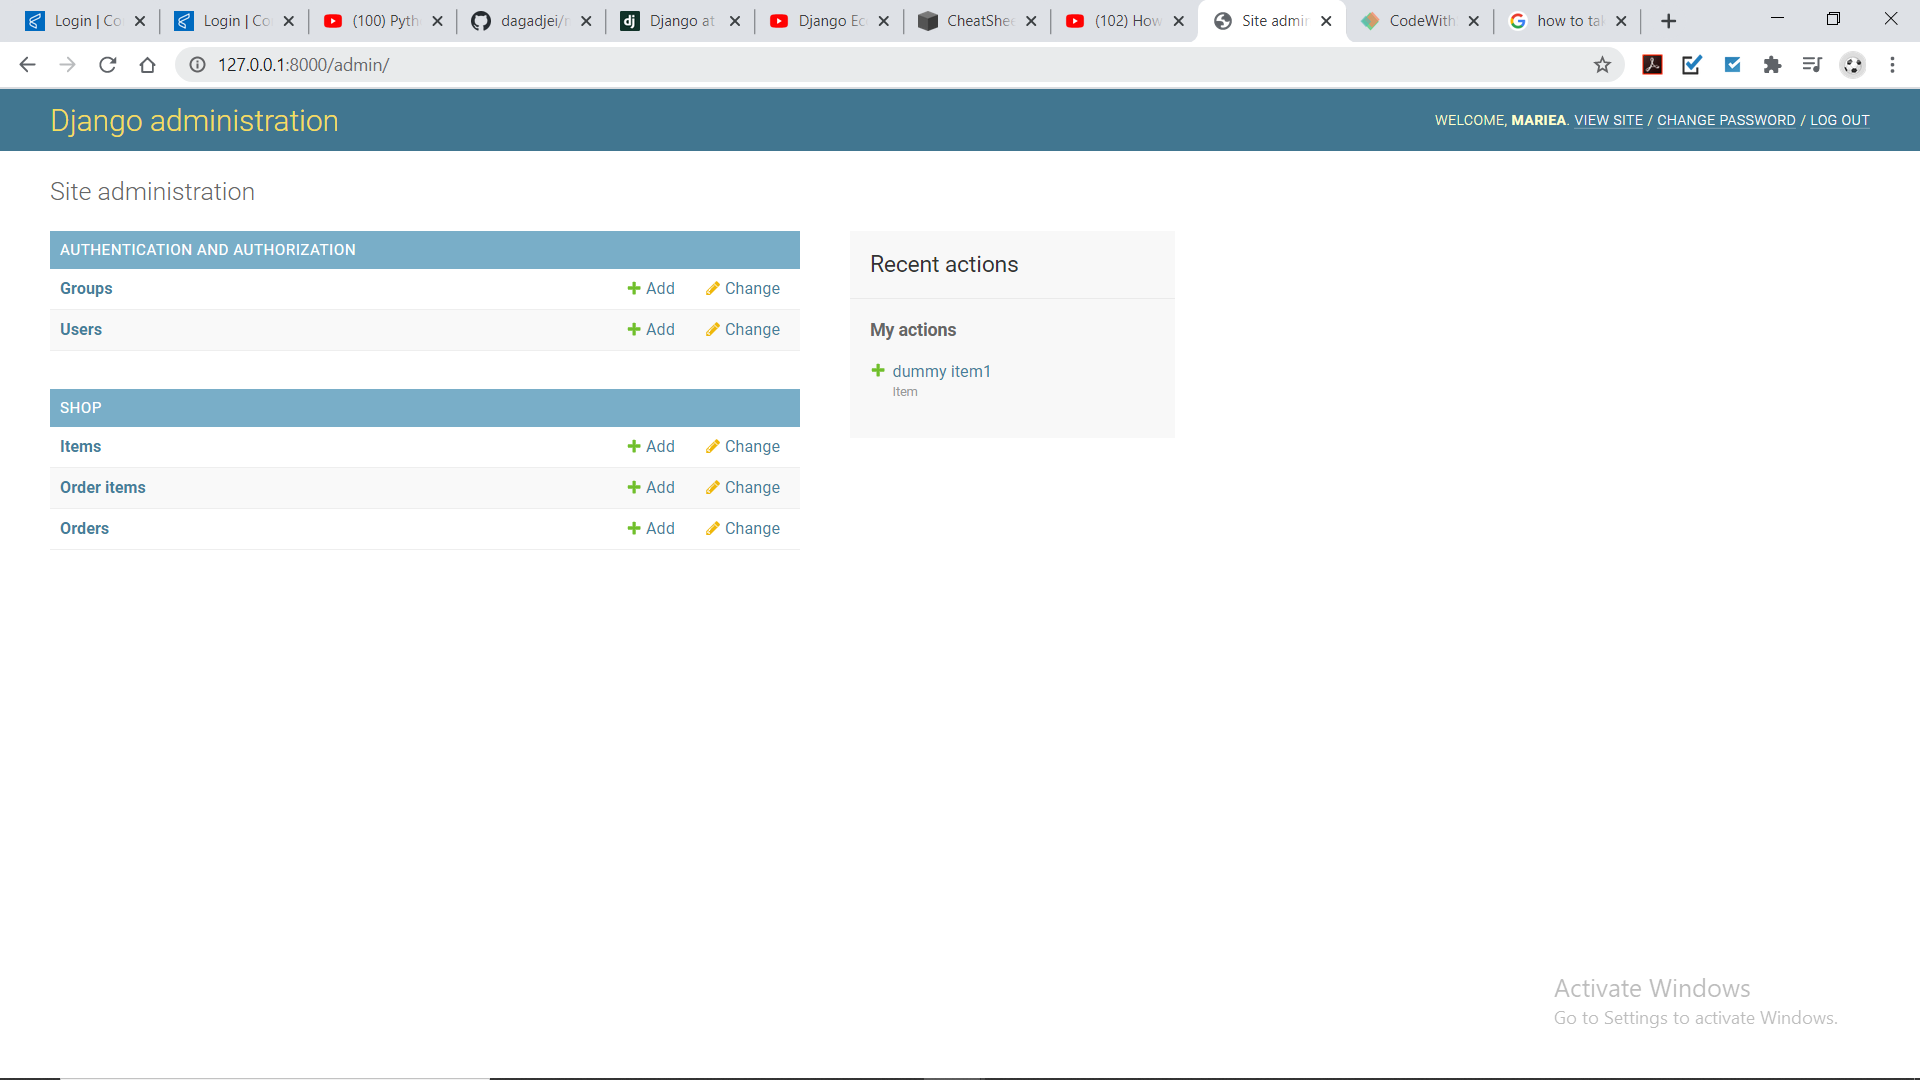 Login | Co
Login | Co
(100) Pyth
dagadjei/
Django at
Django Ec
CheatShee
(102) How
Site admin
CodeWith
how to tak
127.0.0.1:8000/admin/
Django administration
WELCOME, MARIEA. VIEW SITE / CHANGE PASSWORD / LOG OUT
Site administration
AUTHENTICATION AND AUTHORIZATION
Groups Add Change
Users Add Change
SHOP
Items Add Change
Order items Add Change
Orders Add Change
Recent actions
My actions
dummy item1
Item
Activate Windows
Go to Settings to activate Windows.